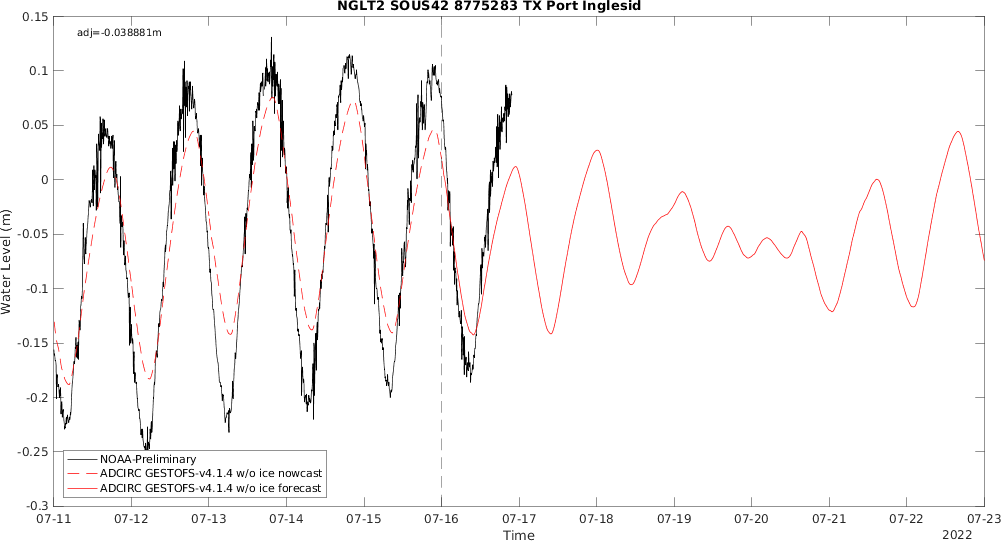 NGLT2 SOUS42 8775283 TX Port Inglesid
adj=-0.038881m
0.15
0.1
0.05
0
-0.05
-0.1
-0.15
-0.2
-0.25
-0.3
Water Level (m)
NOAA-Preliminary
ADCIRC GESTOFS-v4.1.4 w/o ice nowcast
ADCIRC GESTOFS-v4.1.4 w/o ice forecast
07-11 07-12 07-13 07-14 07-15 07-16 07-17 07-18 07-19 07-20 07-21 07-22 07-23
Time
2022